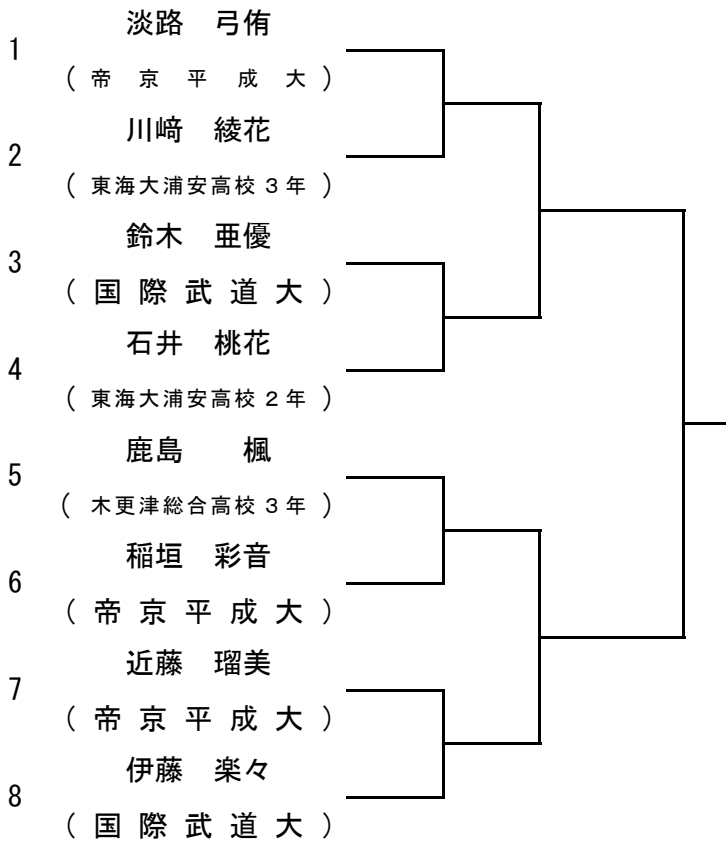 淡路　弓侑
1
（ 帝 京 平 成 大 ）
川﨑　綾花
2
（ 東海大浦安高校３年 ）
鈴木　亜優
3
（ 国 際 武 道 大 ）
石井　桃花
4
（ 東海大浦安高校２年 ）
鹿島　　楓
5
（ 木更津総合高校３年 ）
稲垣　彩音
6
（ 帝 京 平 成 大 ）
近藤　瑠美
7
（ 帝 京 平 成 大 ）
伊藤　楽々
8
（ 国 際 武 道 大 ）